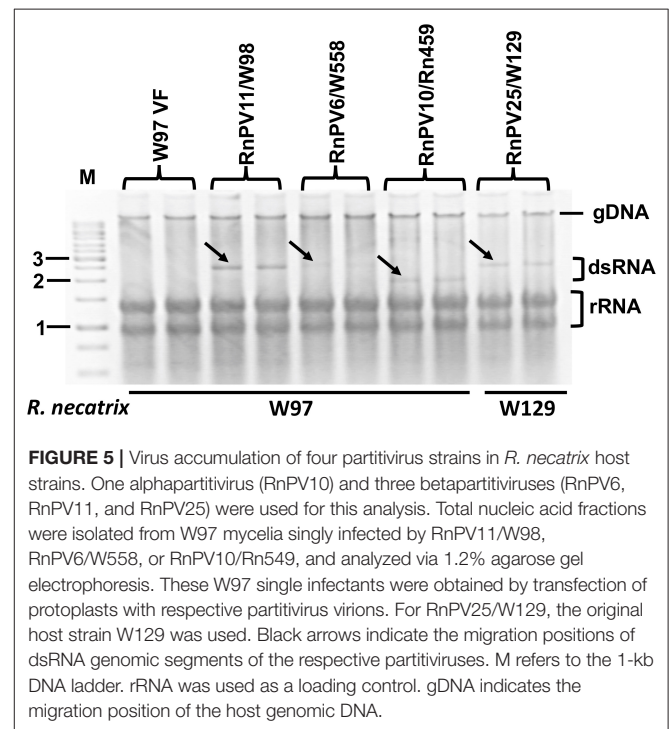 W97 VF
RnPV11/W98
RnPV6/W558
RnPV10/Rn459
RnPV25/W129
M
gDNA
3
dsRNA
2
rRNA
1
R. necatrix
W97
W129
FIGURE 5 | Virus accumulation of four partitivirus strains in R. necatrix host
strains. One alphapartitivirus (RnPV10) and three betapartitiviruses (RnPV6,
RnPV11, and RnPV25) were used for this analysis. Total nucleic acid fractions
were isolated from W97 mycelia singly infected by RnPV11/W98,
RnPV6/W558, or RnPV10/Rn549, and analyzed via 1.2% agarose gel
electrophoresis. These W97 single infectants were obtained by transfection of
protoplasts with respective partitivirus virions. For RnPV25/W129, the original
host strain W129 was used. Black arrows indicate the migration positions of
dsRNA genomic segments of the respective partitiviruses. M refers to the 1-kb
DNA ladder. rRNA was used as a loading control. gDNA indicates the
migration position of the host genomic DNA.